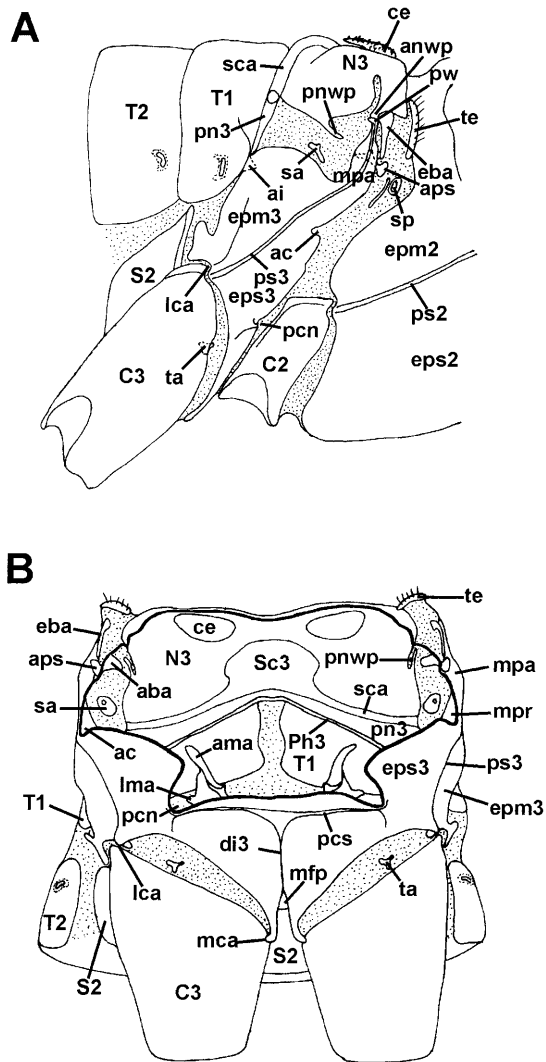 A
ce
anwp
N3
sca
pw
T2
T1
pnwp
te
pn3
sa
mpa
eba
aps
ai
epm3
sp
ac
epm2
S2
ps3
lca
eps3
ps2
pcn
C2
eps2
C3
ta
B
te
eba
ce
N3
Sc3
pnwp
aps
aba
mpa
sca
sa
pn3
mpr
ama
Ph3
ac
T1
eps3
ps3
lma
T1
pcn
epm3
pcs
di3
mfp
lca
ta
T2
mca
S2
S2
C3